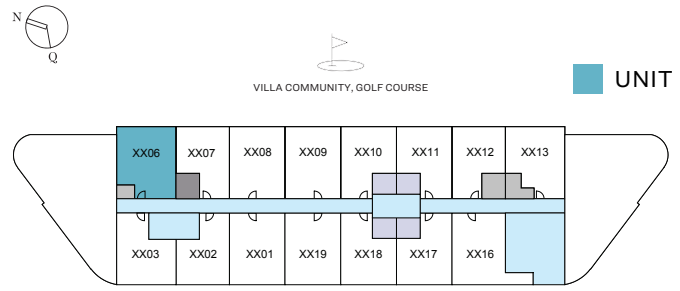 N
Q
VILLA COMMUNITY, GOLF COURSE
UNIT
XX06 XX07 XX08 XX09 XX10 XX11 XX12 XX13
XX03 XX02 XX01 XX19 XX18 XX17 XX16